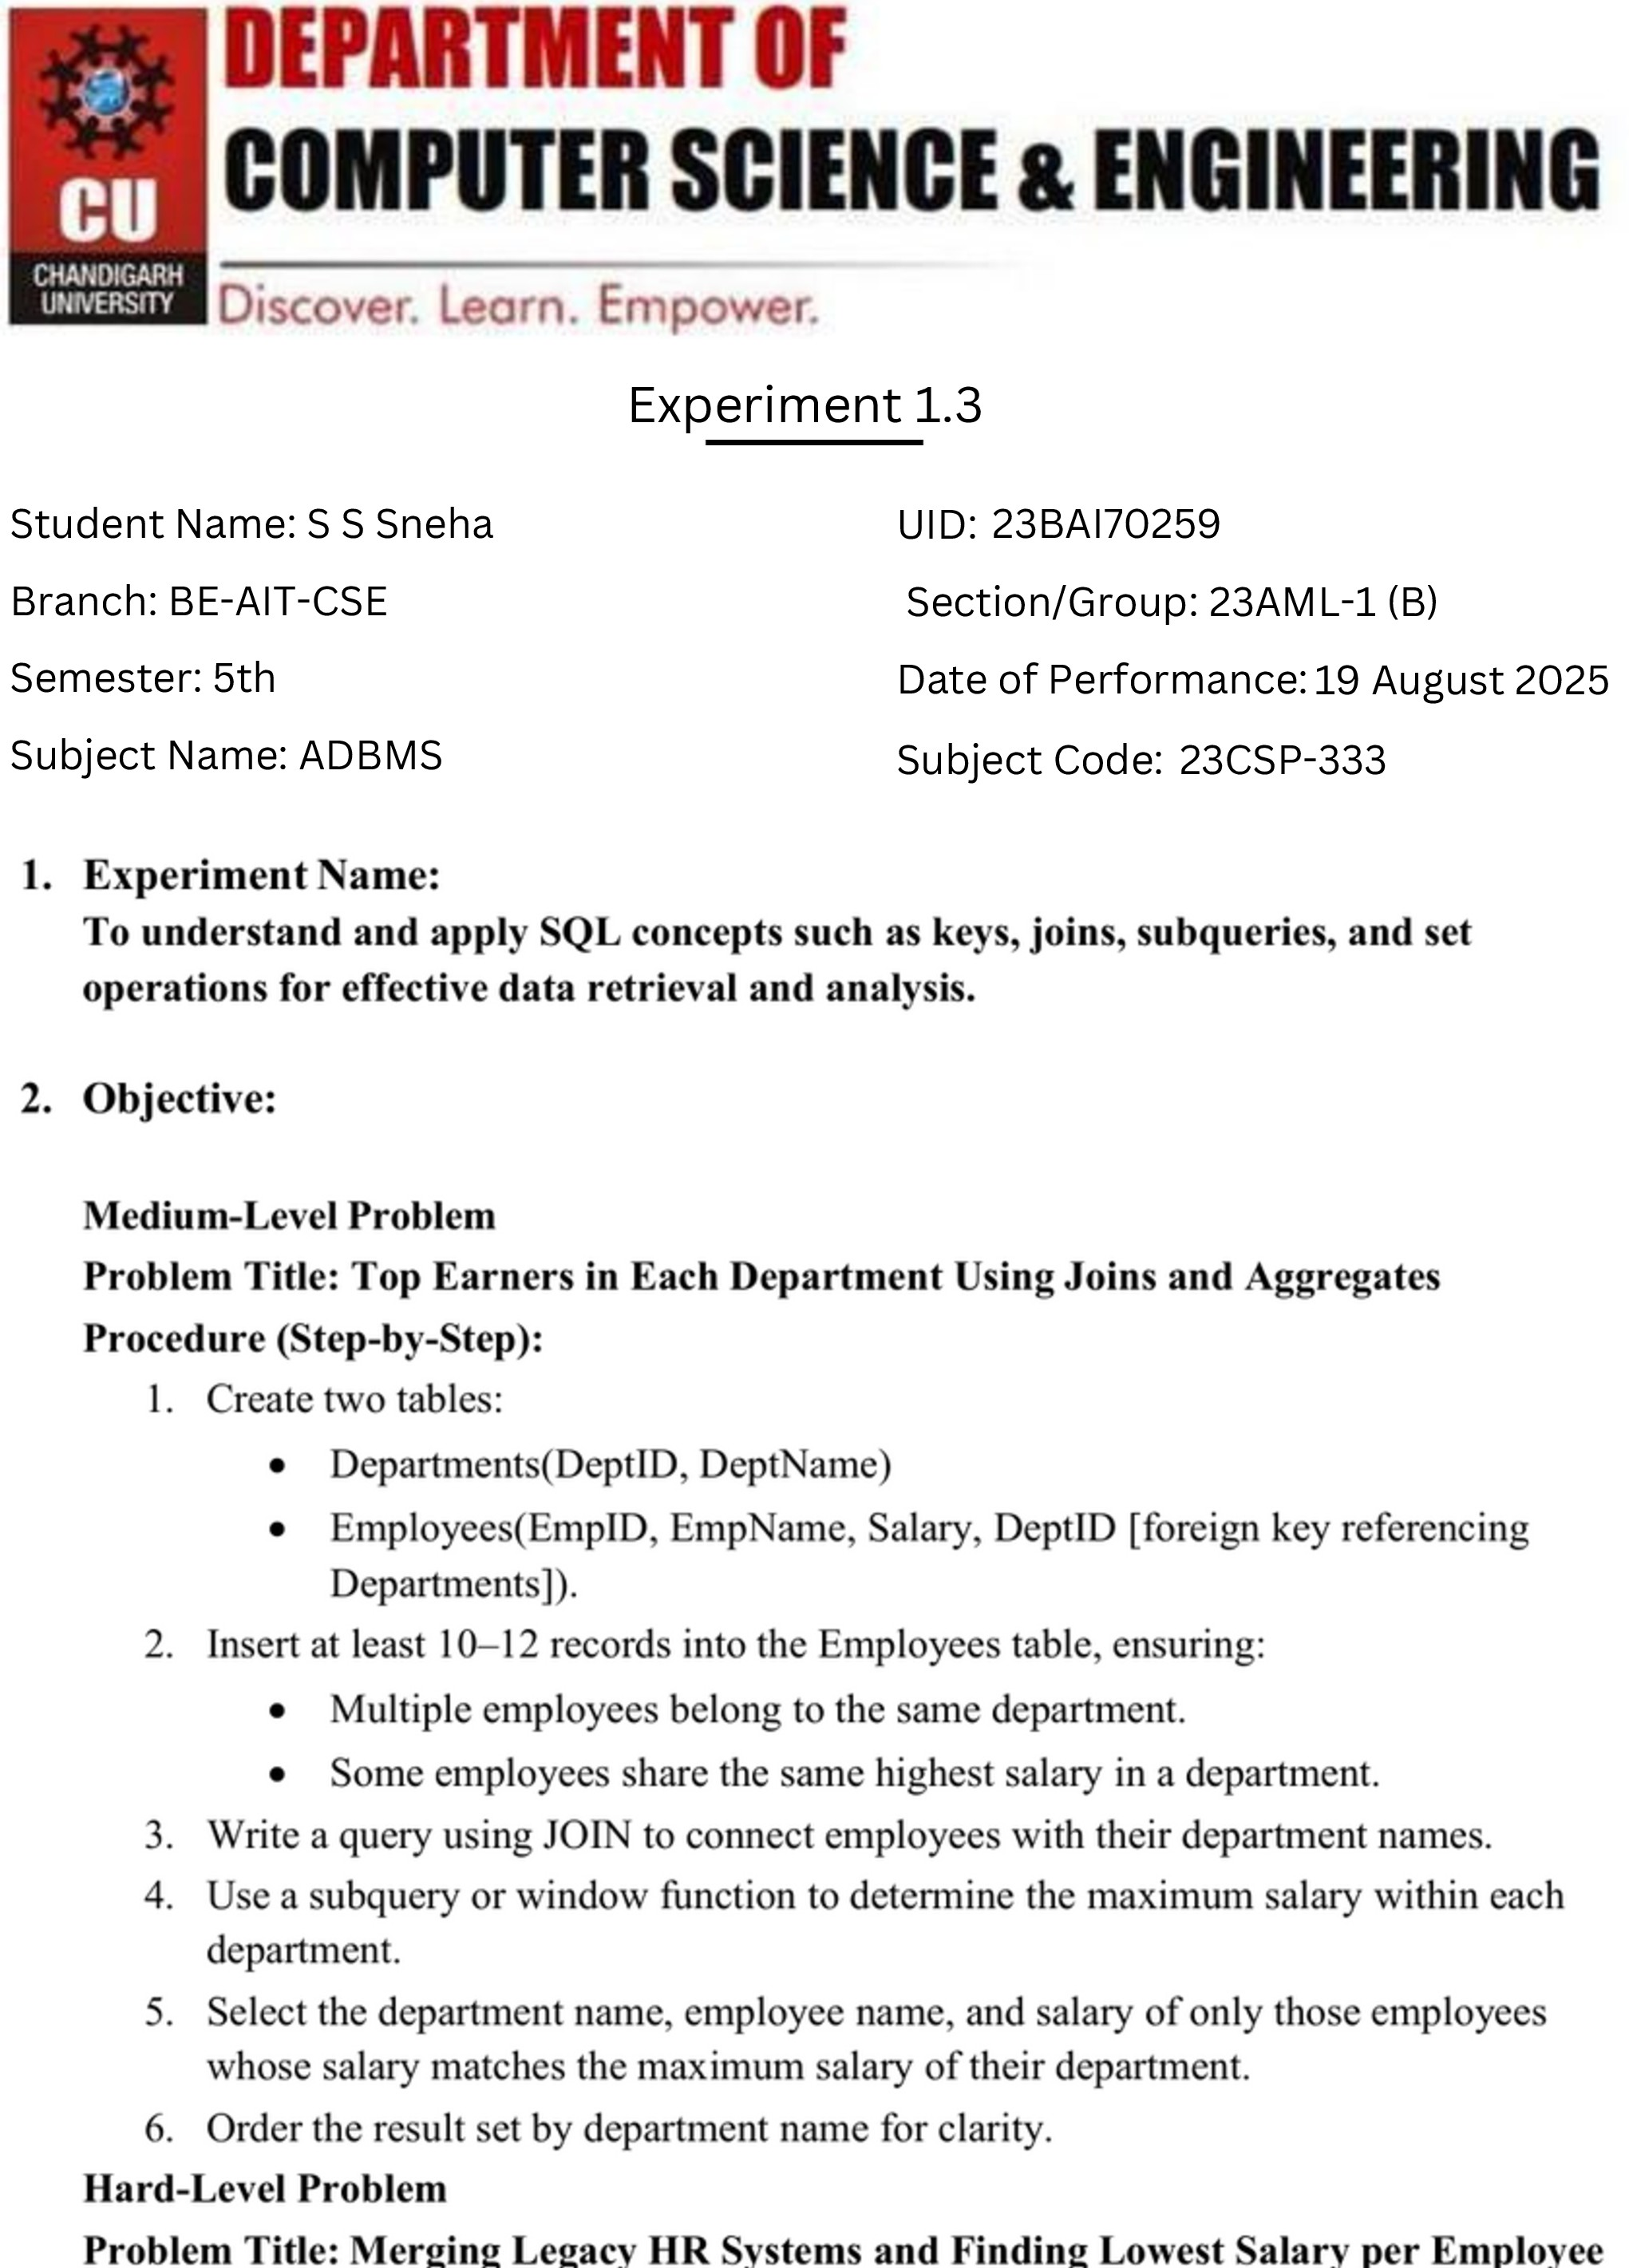 DEPARTMENT OF
COMPUTER SCIENCE & ENGINEERING
CU
CHANDIGARH
UNIVERSITY
Discover. Learn. Empower.
Experiment 1.3
Student Name: S S Sneha
UID: 23BAI70259
Branch: BE-AIT-CSE
Section/Group: 23AML-1 (B)
Semester: 5th
Date of Performance: 19 August 2025
Subject Name: ADBMS
Subject Code: 23CSP-333
1. Experiment Name:
To understand and apply SQL concepts such as keys, joins, subqueries, and set
operations for effective data retrieval and analysis.
2. Objective:
Medium-Level Problem
Problem Title: Top Earners in Each Department Using Joins and Aggregates
Procedure (Step-by-Step):
1. Create two tables:
• Departments(DeptID, DeptName)
• Employees(EmpID, EmpName, Salary, DeptID [foreign key referencing
Departments]).
2. Insert at least 10–12 records into the Employees table, ensuring:
• Multiple employees belong to the same department.
• Some employees share the same highest salary in a department.
3. Write a query using JOIN to connect employees with their department names.
4. Use a subquery or window function to determine the maximum salary within each
department.
5. Select the department name, employee name, and salary of only those employees
whose salary matches the maximum salary of their department.
6. Order the result set by department name for clarity.
Hard-Level Problem
Problem Title: Merging Legacy HR Systems and Finding Lowest Salary per Employee